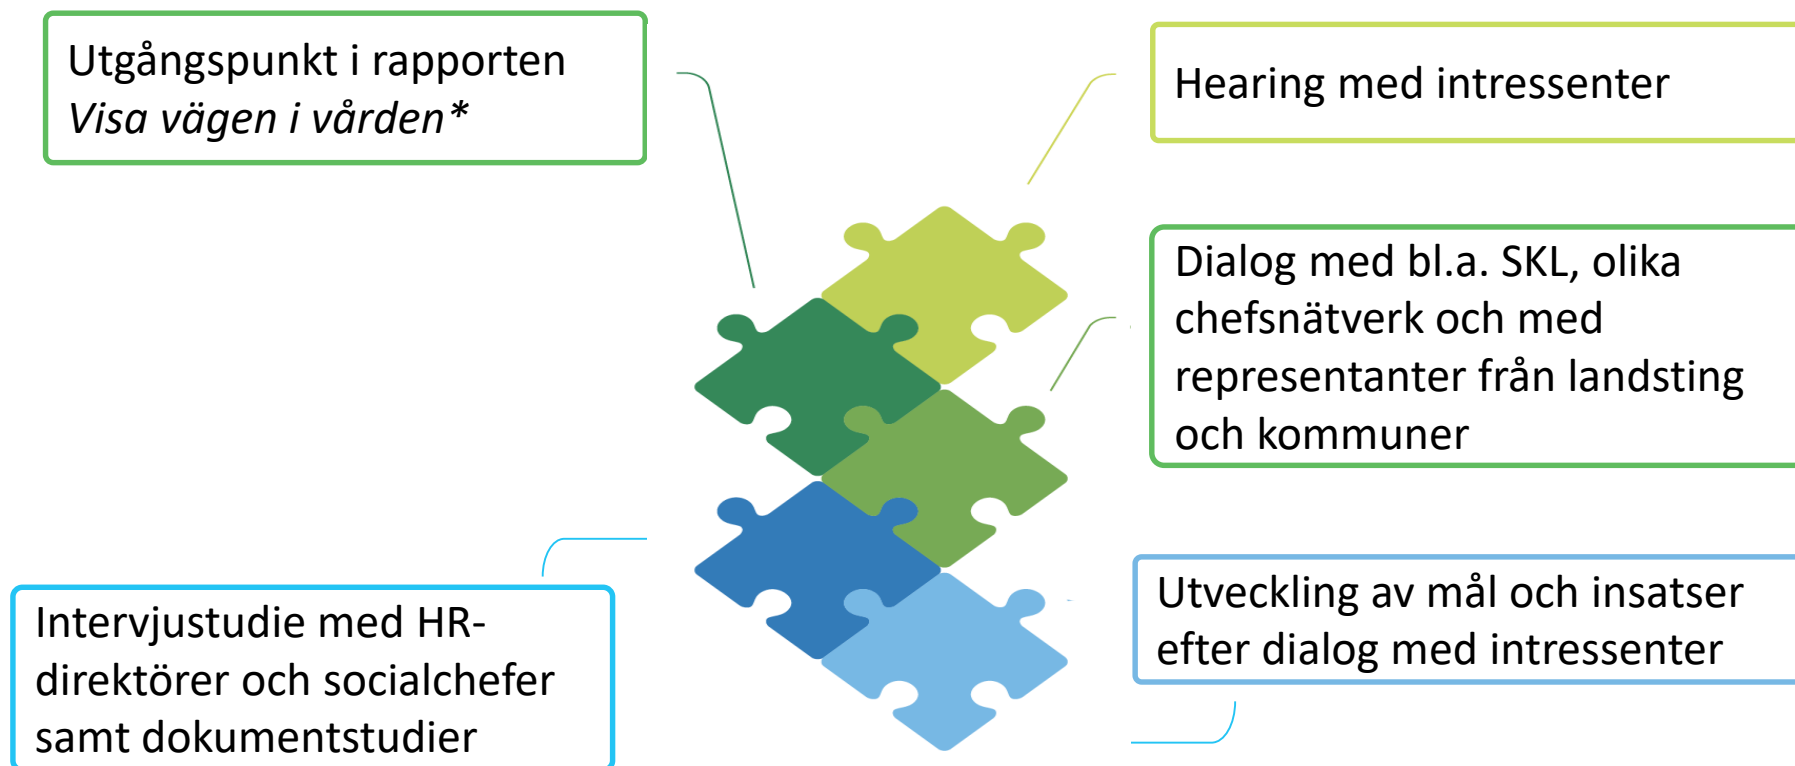 Utgångspunkt i rapporten
Visa vägen i vården*
Hearing med intressenter
Dialog med bl.a. SKL, olika
chefsnätverk och med
representanter från landsting
och kommuner
Intervjustudie med HR-
direktörer och socialchefer
samt dokumentstudier
Utveckling av mål och insatser
efter dialog med intressenter